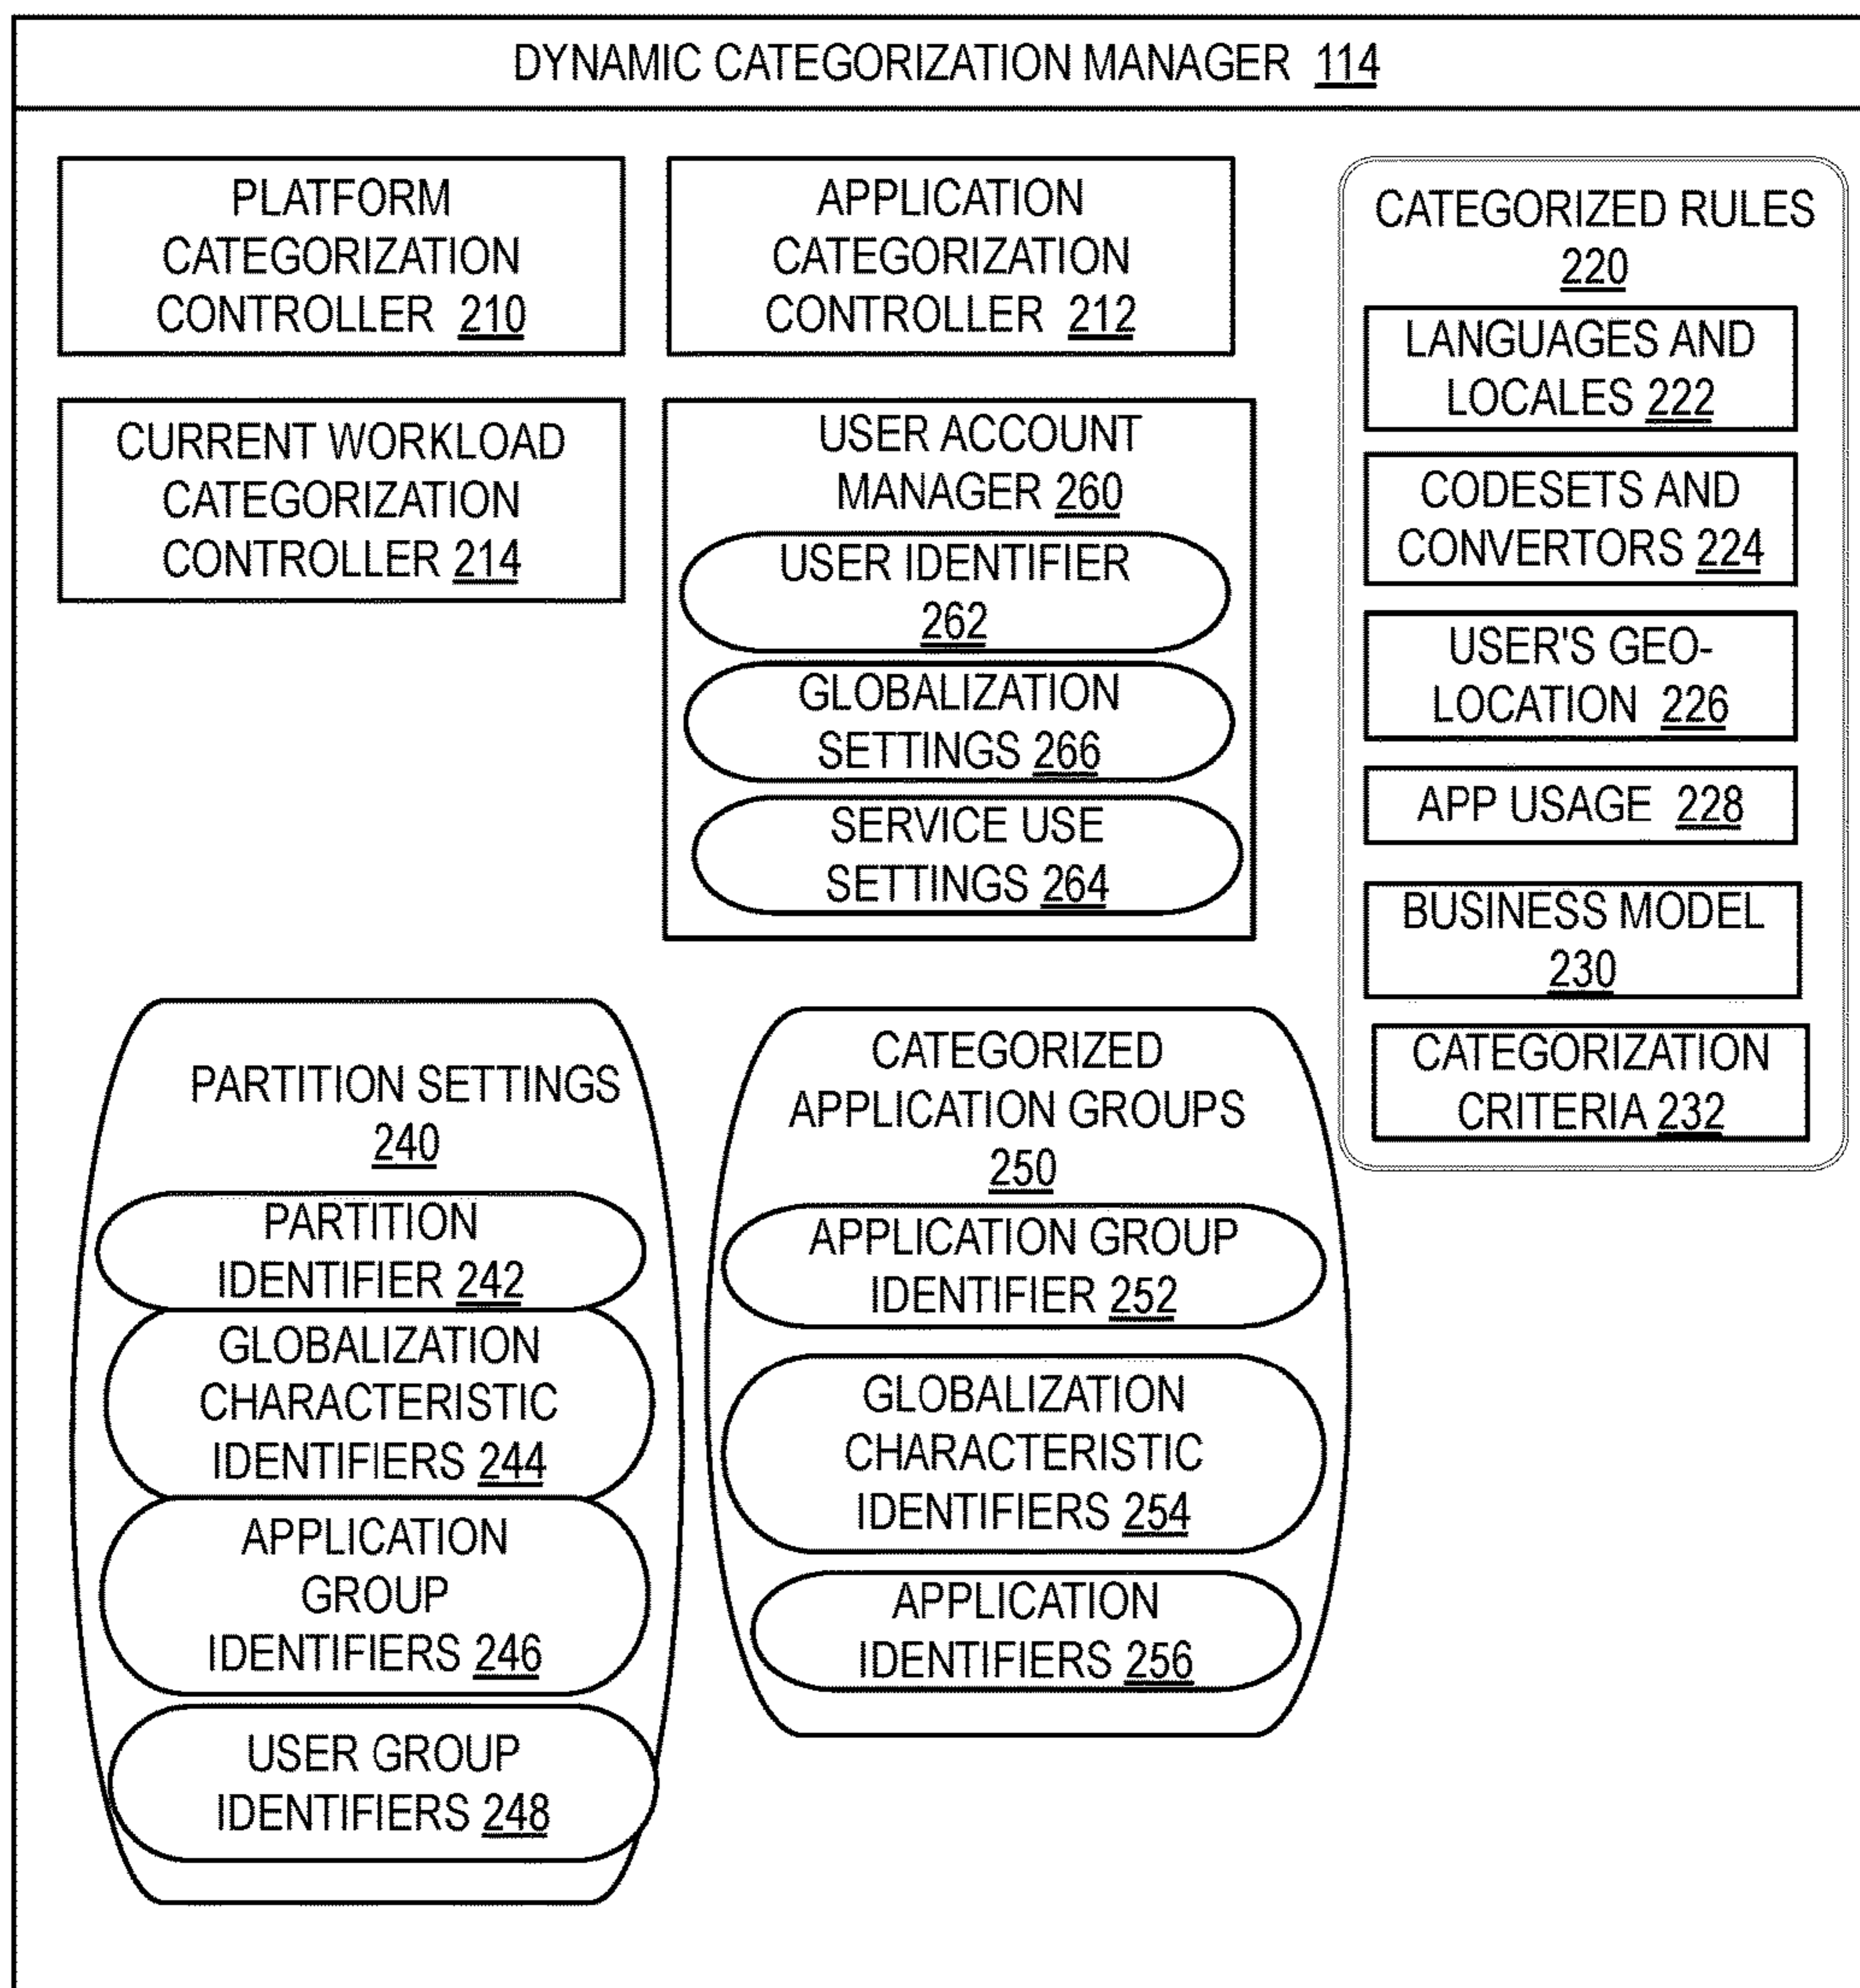 DYNAMIC CATEGORIZATION MANAGER 114
PLATFORM
CATEGORIZATION
CONTROLLER 210
APPLICATION
CATEGORIZATION
CONTROLLER 212
CURRENT WORKLOAD
CATEGORIZATION
CONTROLLER 214
USER ACCOUNT
MANAGER 260
USER IDENTIFIER
262
GLOBALIZATION
SETTINGS 266
SERVICE USE
SETTINGS 264
CATEGORIZED RULES
220
LANGUAGES AND
LOCALES 222
CODESETS AND
CONVERTORS 224
USER'S GEO-
LOCATION 226
APP USAGE 228
BUSINESS MODEL
230
CATEGORIZATION
CRITERIA 232
PARTITION SETTINGS
240
PARTITION
IDENTIFIER 242
GLOBALIZATION
CHARACTERISTIC
IDENTIFIERS 244
APPLICATION
GROUP
IDENTIFIERS 246
USER GROUP
IDENTIFIERS 248
CATEGORIZED
APPLICATION GROUPS
250
APPLICATION GROUP
IDENTIFIER 252
GLOBALIZATION
CHARACTERISTIC
IDENTIFIERS 254
APPLICATION
IDENTIFIERS 256